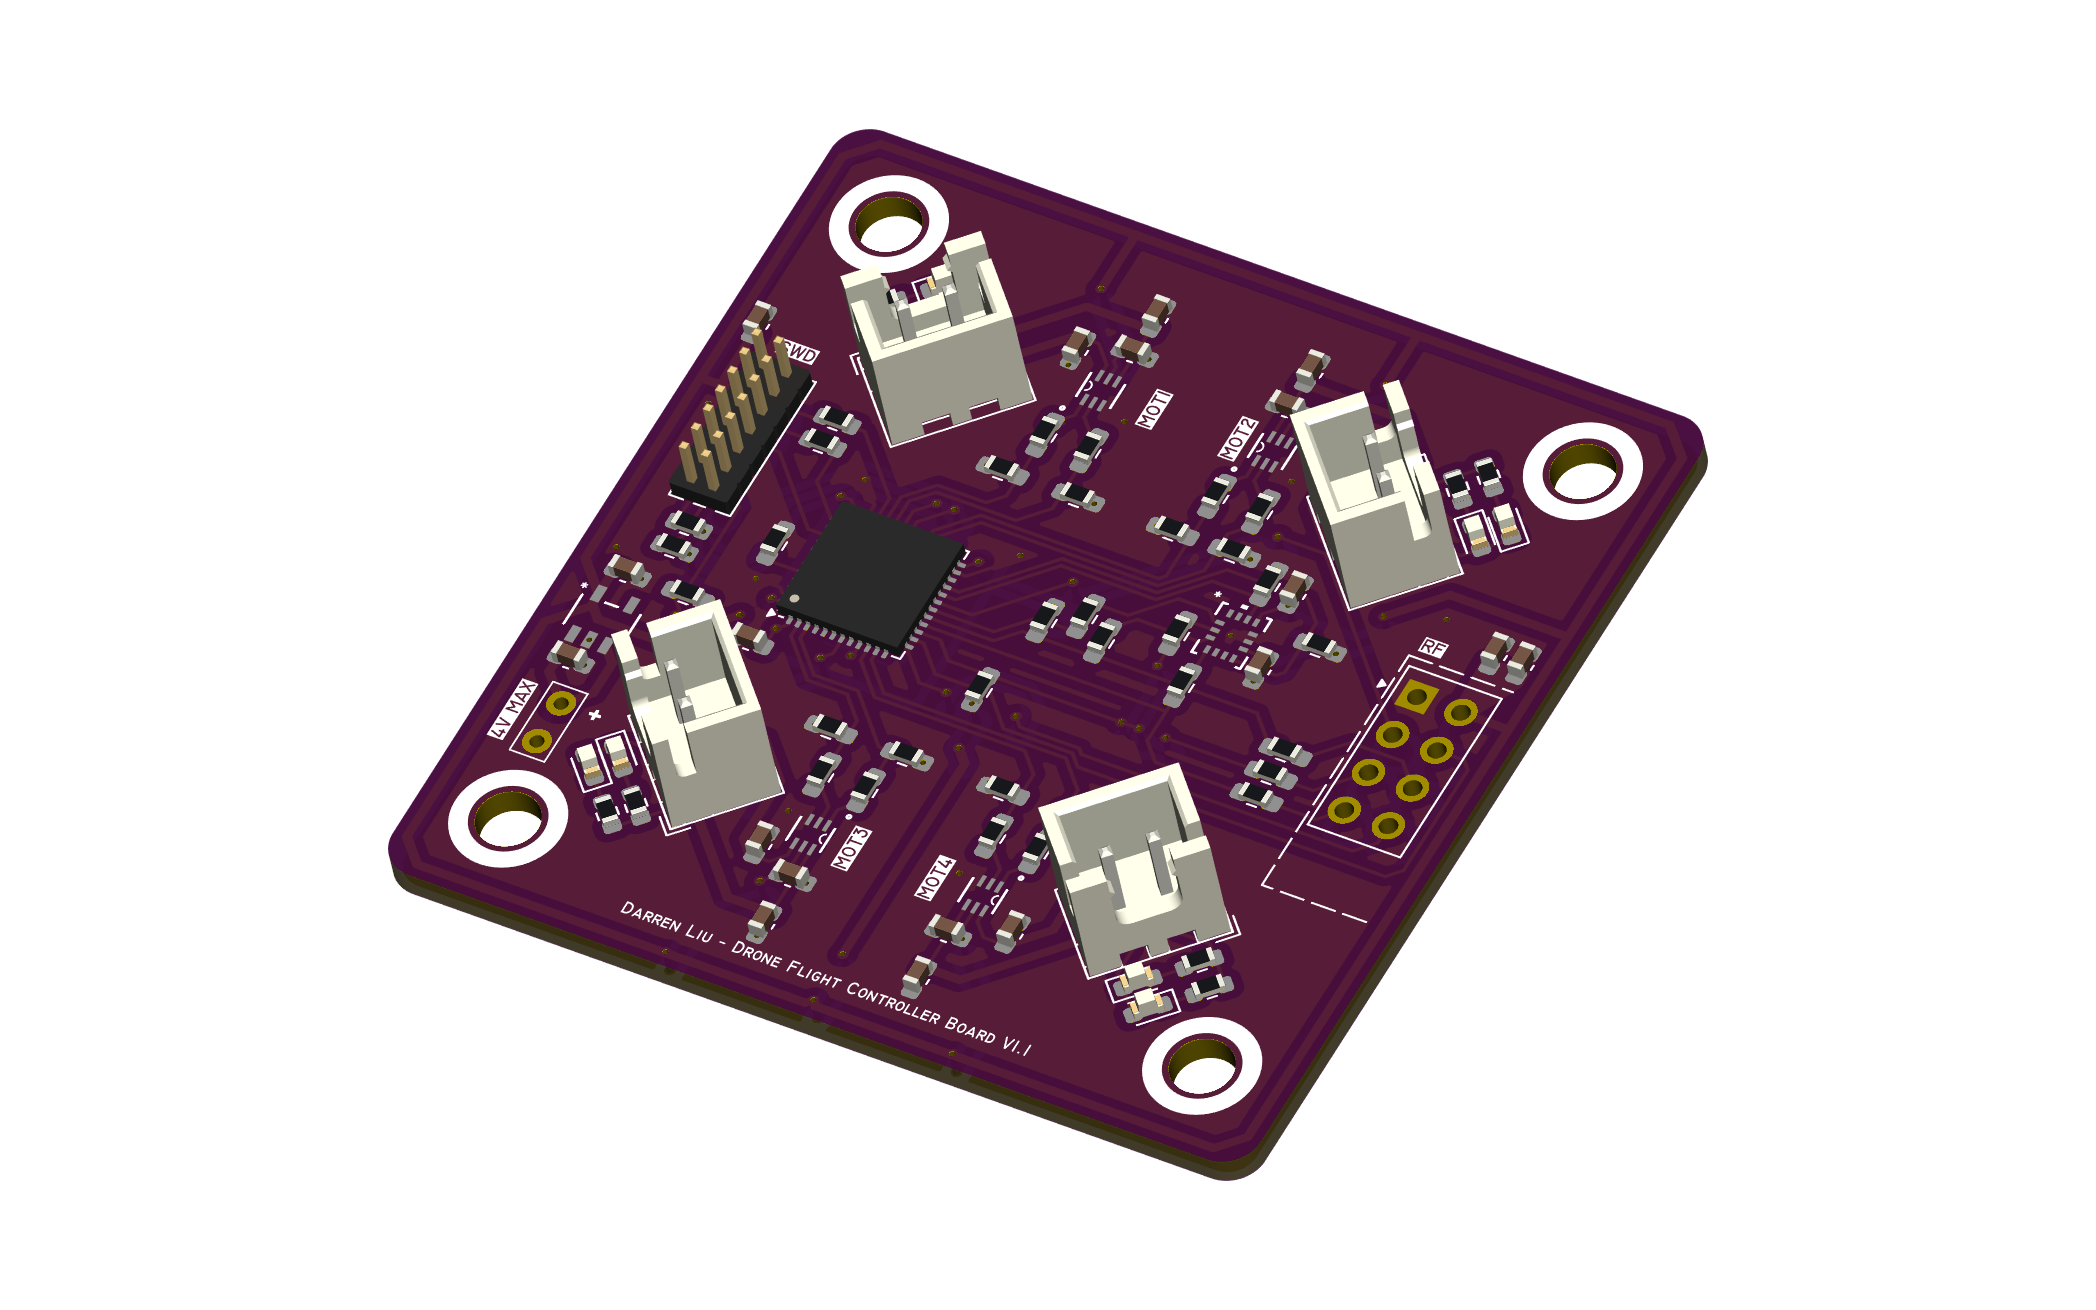 SWD
MOT1
MOT2
RF
4V MAX
+
MOT3
MOT4
Darren Liu - Drone Flight Controller Board V1.1